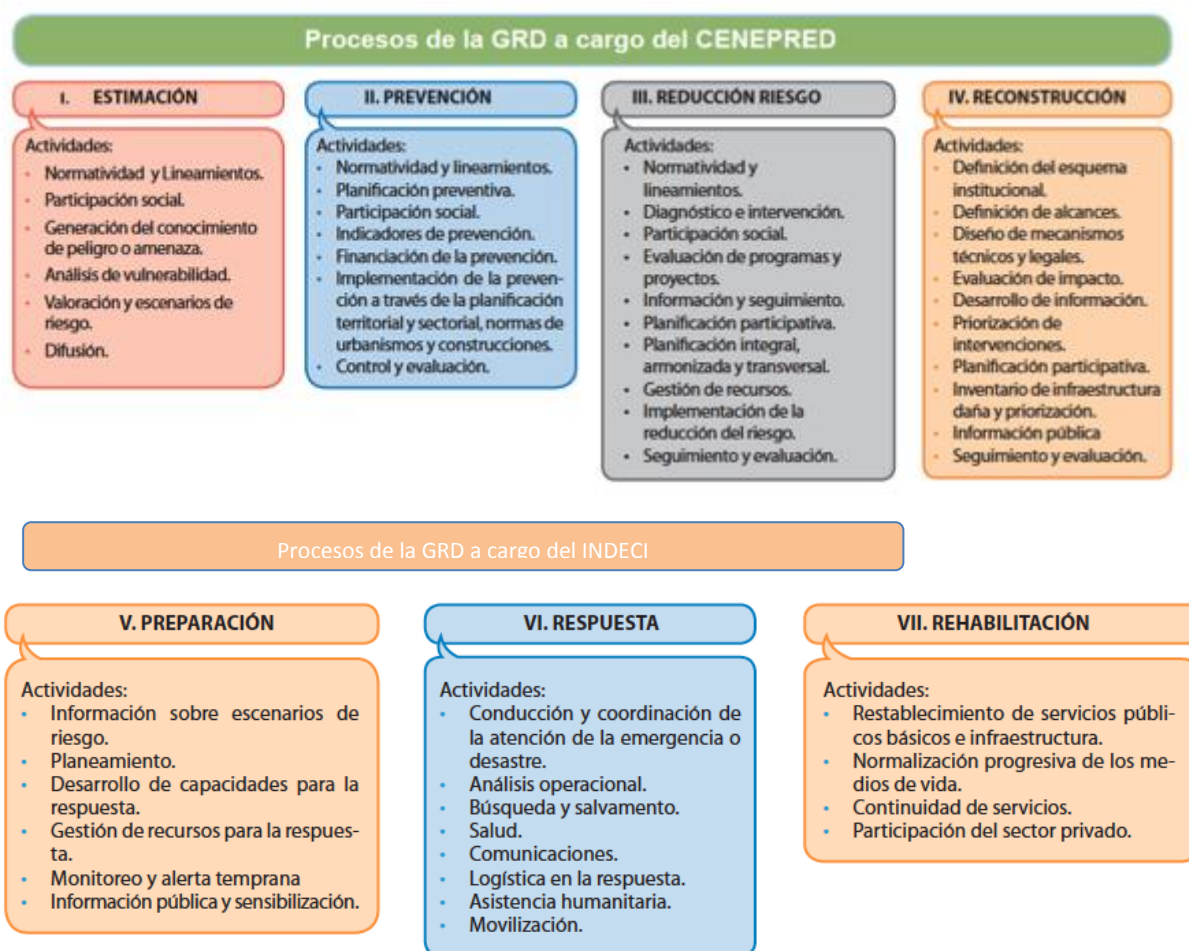 Procesos de la GRD a cargo del CENEPRED
I. ESTIMACIÓN
Actividades:
• Normatividad y Lineamientos.
• Participación social.
• Generación del conocimiento
de peligro o amenaza.
• Análisis de vulnerabilidad.
• Valoración y escenarios de
riesgo.
• Difusión.
II. PREVENCIÓN
Actividades:
• Normatividad y lineamientos.
• Planificación preventiva.
• Participación social.
• Indicadores de prevención.
• Financiación de la prevención.
• Implementación de la preven-
ción a través de la planificación
territorial y sectorial, normas de
urbanismos y construcciones.
• Control y evaluación.
III. REDUCCIÓN RIESGO
Actividades:
• Normatividad y
lineamientos.
• Diagnóstico e intervención.
• Participación social.
• Evaluación de programas y
proyectos.
• Información y seguimiento.
• Planificación participativa.
• Planificación integral,
armonizada y transversal.
• Gestión de recursos.
• Implementación de la
reducción del riesgo.
• Seguimiento y evaluación.
IV. RECONSTRUCCIÓN
Actividades:
• Definición del esquema
institucional.
• Definición de alcances.
• Diseño de mecanismos
técnicos y legales.
• Evaluación de impacto.
• Desarrollo de información.
• Priorización de
intervenciones.
• Planificación participativa.
• Inventario de infraestructura
daña y priorización.
• Información pública
• Seguimiento y evaluación.
Procesos de la GRD a cargo del INDECI
V. PREPARACIÓN
Actividades:
• Información sobre escenarios de
riesgo.
• Planeamiento.
• Desarrollo de capacidades para la
respuesta.
• Gestión de recursos para la respues-
ta.
• Monitoreo y alerta temprana
• Información pública y sensibilización.
VI. RESPUESTA
Actividades:
• Conducción y coordinación de
la atención de la emergencia o
desastre.
• Análisis operacional.
• Búsqueda y salvamento.
• Salud.
• Comunicaciones.
• Logística en la respuesta.
• Asistencia humanitaria.
• Movilización.
VII. REHABILITACIÓN
Actividades:
• Restablecimiento de servicios públi-
cos básicos e infraestructura.
• Normalización progresiva de los me-
dios de vida.
• Continuidad de servicios.
• Participación del sector privado.